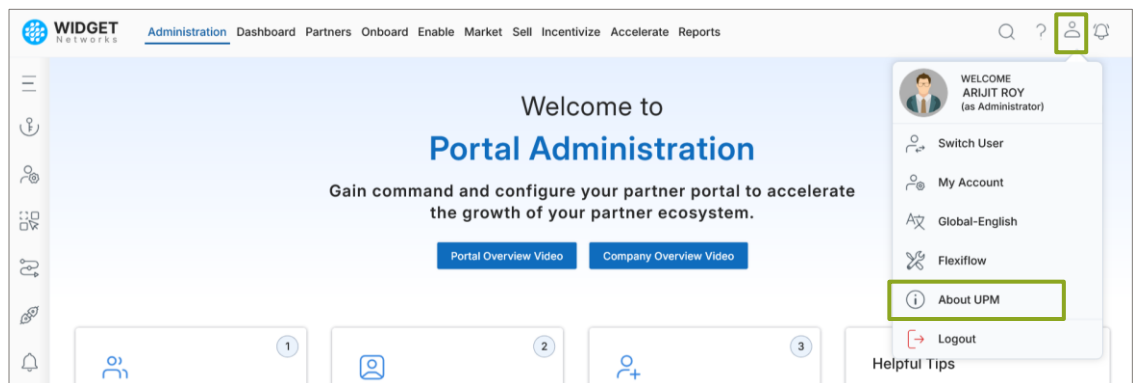 WIDGET
Networks
Administration Dashboard Partners Onboard Enable Market Sell Incentivize Accelerate Reports
WELCOME
ARIJIT ROY
(as Administrator)
Switch User
My Account
Global-English
Flexiflow
About UPM
Logout
Welcome to
Portal Administration
Gain command and configure your partner portal to accelerate
the growth of your partner ecosystem.
Portal Overview Video Company Overview Video
1
2
3
Helpful Tips